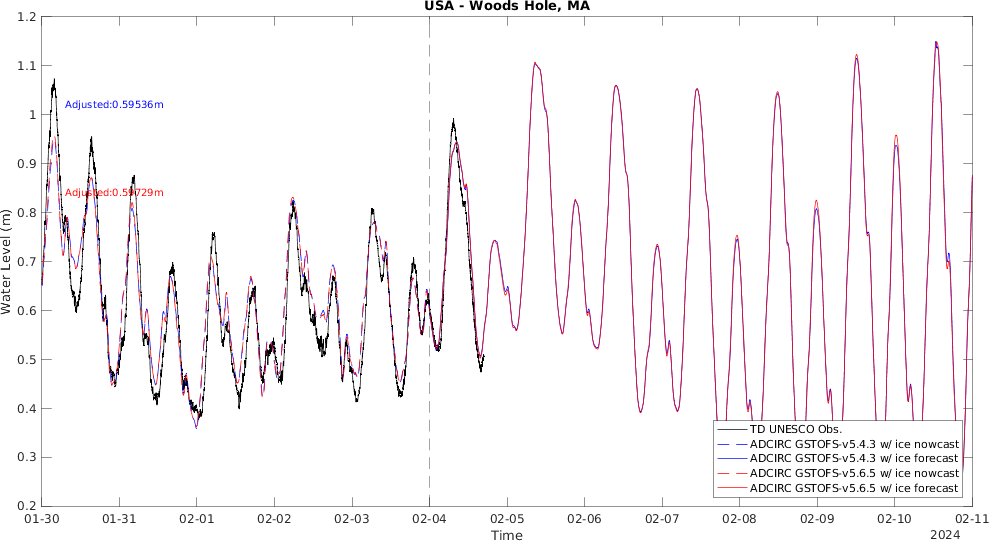 USA - Woods Hole, MA
1.2
1.1
1
0.9
0.8
0.7
0.6
0.5
0.4
0.3
0.2
Water Level (m)
Adjusted:0.59536m
Adjusted:0.59729m
TD UNESCO Obs.
ADCIRC GSTOFS-v5.4.3 w/ ice nowcast
ADCIRC GSTOFS-v5.4.3 w/ ice forecast
ADCIRC GSTOFS-v5.6.5 w/ ice nowcast
ADCIRC GSTOFS-v5.6.5 w/ ice forecast
01-30 01-31 02-01 02-02 02-03 02-04 02-05 02-06 02-07 02-08 02-09 02-10 02-11
Time
2024